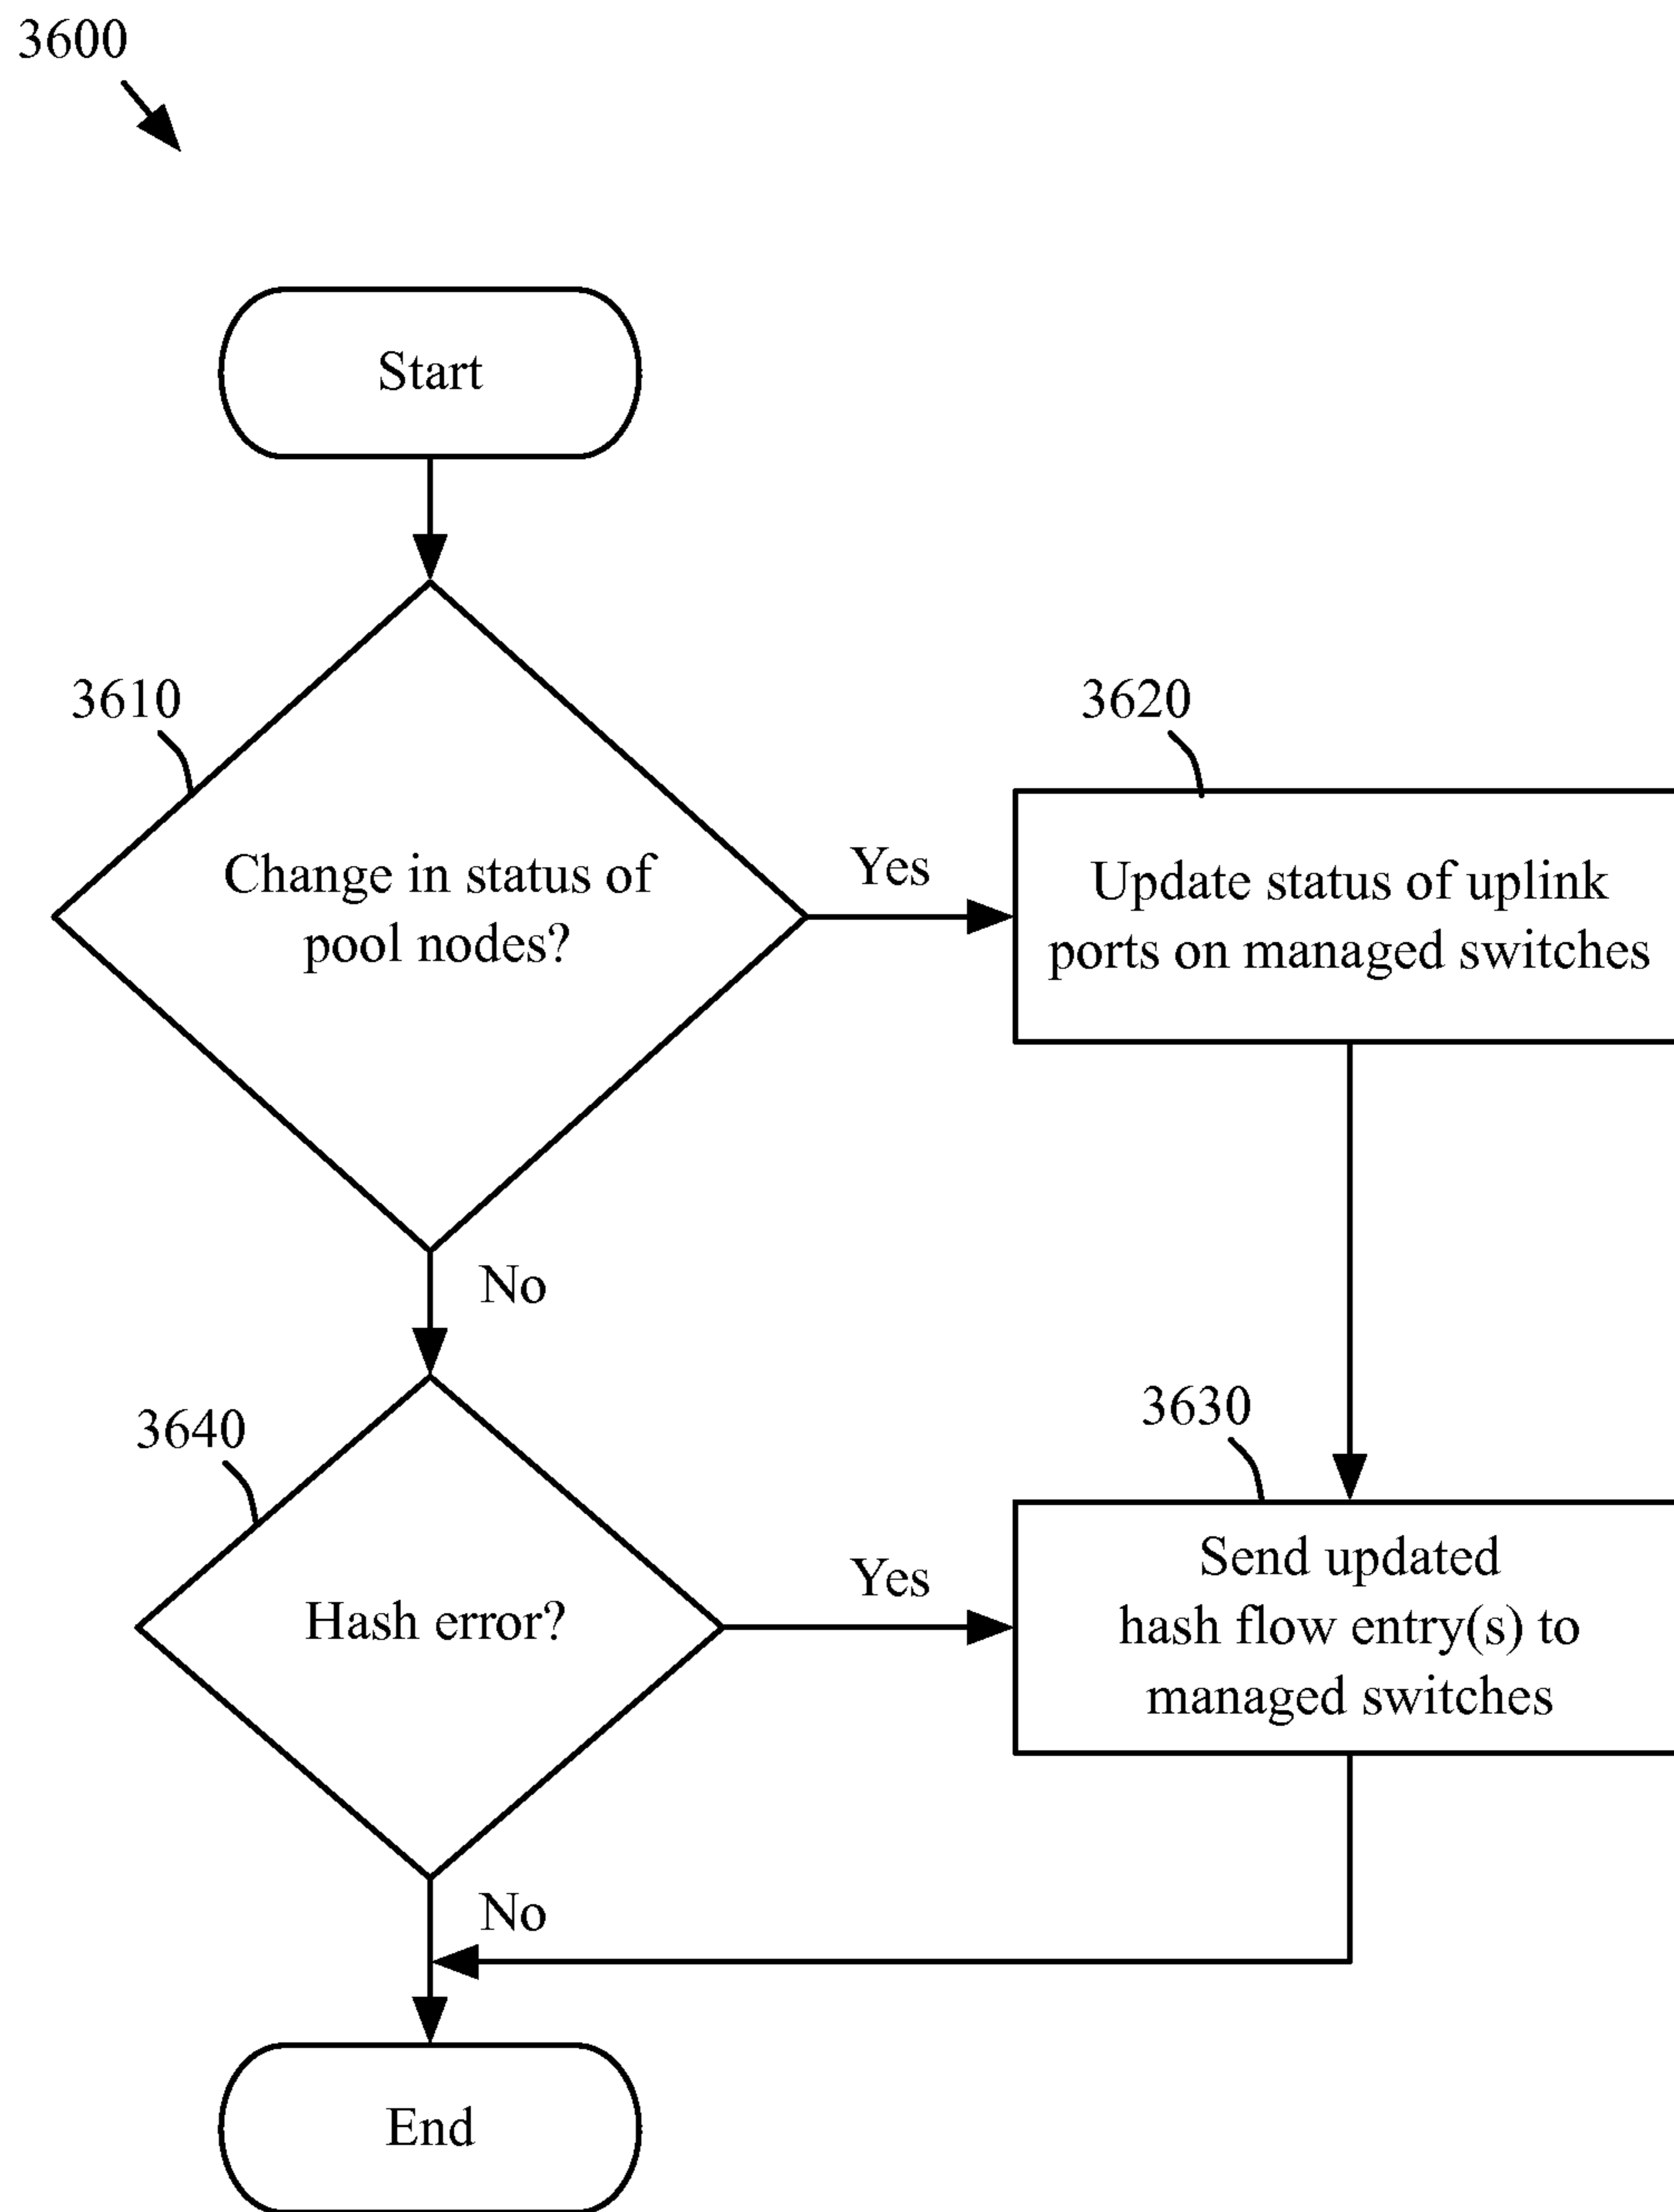 3600
Start
3610
Change in status of
pool nodes?
Yes
3620
Update status of uplink
ports on managed switches
No
3640
Hash error?
Yes
3630
Send updated
hash flow entry(s) to
managed switches
No
End